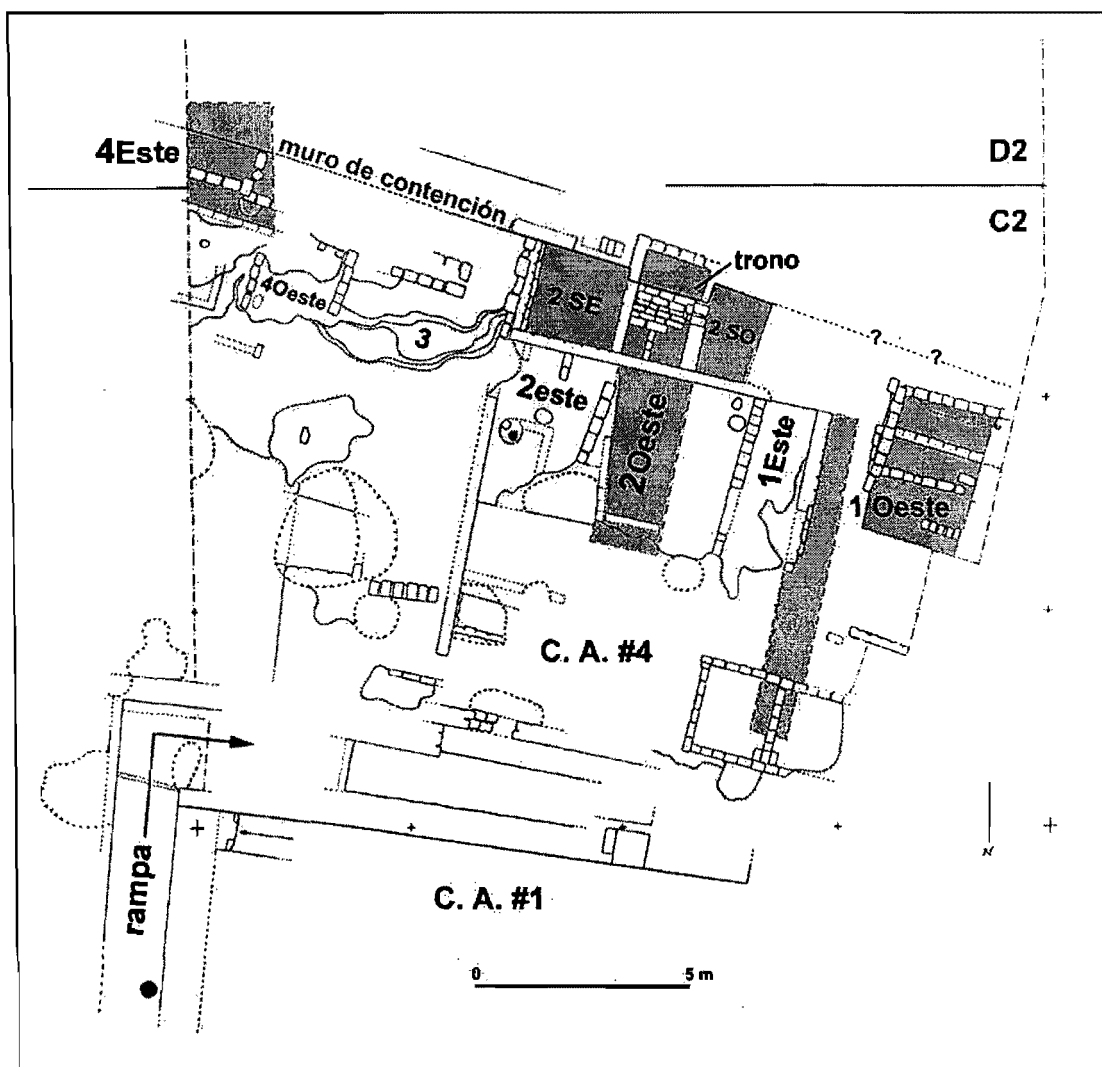 4Este
muro de contención
D2
C2
trono
4Oeste
3
2 SE
2 SO
2este
2Oeste
1Este
1 Oeste
C. A. #4
rampa
C. A. #1
0 5 m
? ?
N